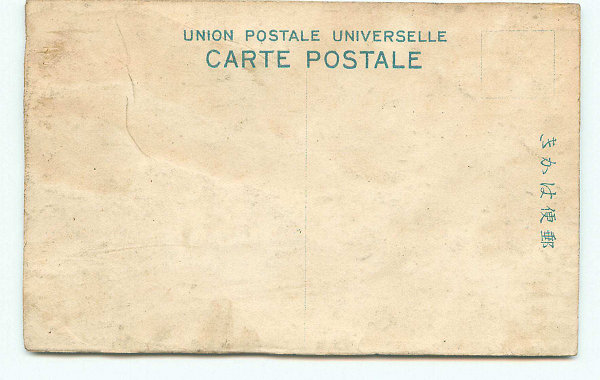 UNION POSTALE UNIVERSELLE
CARTE POSTALE
郵便はかき